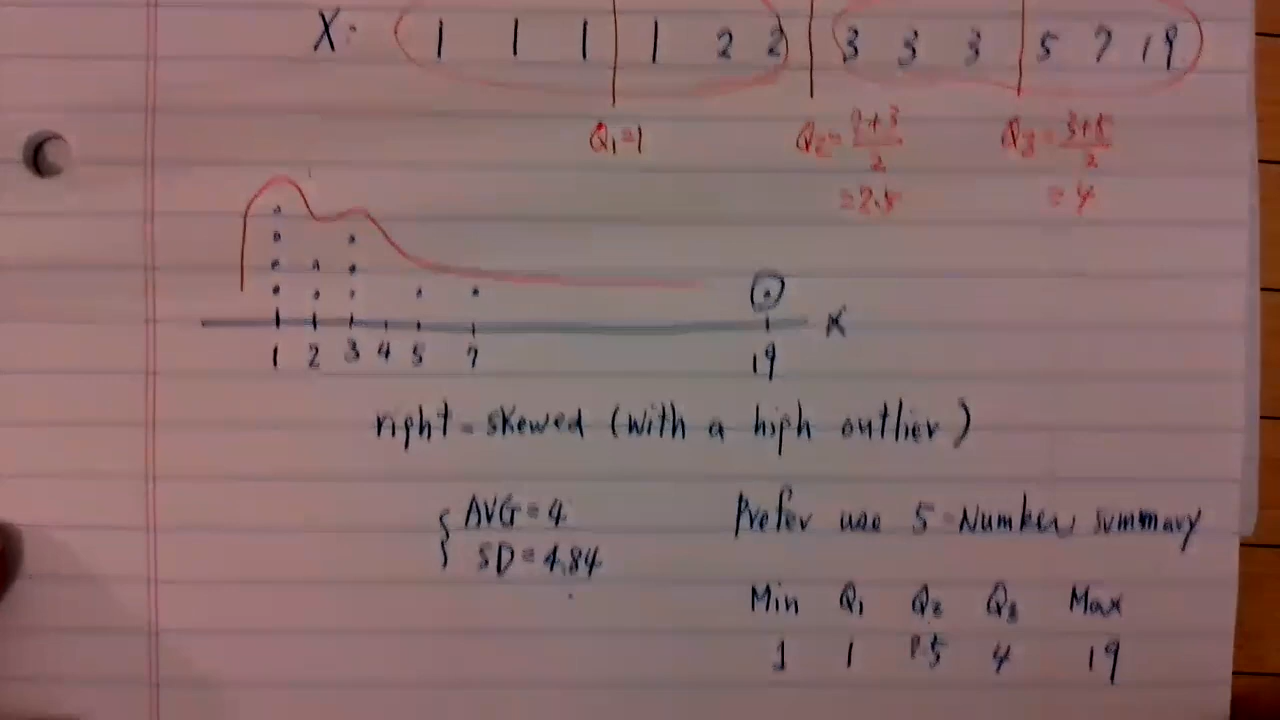 X: 1 1 1 1 2 2 3 3 3 5 7 19
Q₁=1 Q₂=2+3/2 =2.5 Q₃=3+5/2 =4
1 2 3 4 5 7 19 X
right-skewed (with a high outlier)
AVG=4
SD=4.84
Prefer use 5-Number summary
Min Q₁ Q₂ Q₃ Max
1 1 2.5 4 19